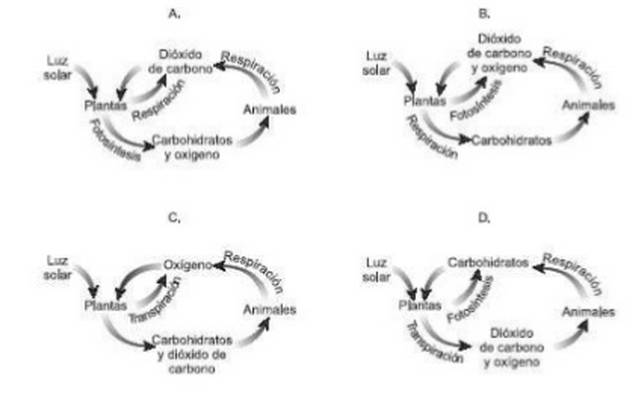 A.
Luz
solar
Dióxido
de carbono
Respiración
Plantas
Respiración
Animales
Fotosíntesis
Carbohidratos
y oxígeno
B.
Luz
solar
Dióxido
de carbono
y oxígeno
Respiración
Plantas
Fotosíntesis
Animales
Respiración
Carbohidratos
C.
Luz
solar
Oxígeno
Respiración
Plantas
Transpiración
Animales
Carbohidratos
y dióxido de
carbono
D.
Luz
solar
Carbohidratos
Respiración
Plantas
Fotosíntesis
Animales
Transpiración
Dióxido
de carbono
y oxígeno